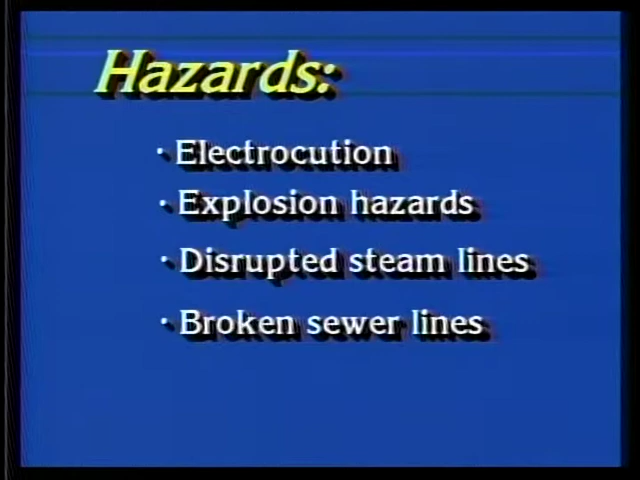 Hazards:
· Electrocution
· Explosion hazards
· Disrupted steam lines
· Broken sewer lines